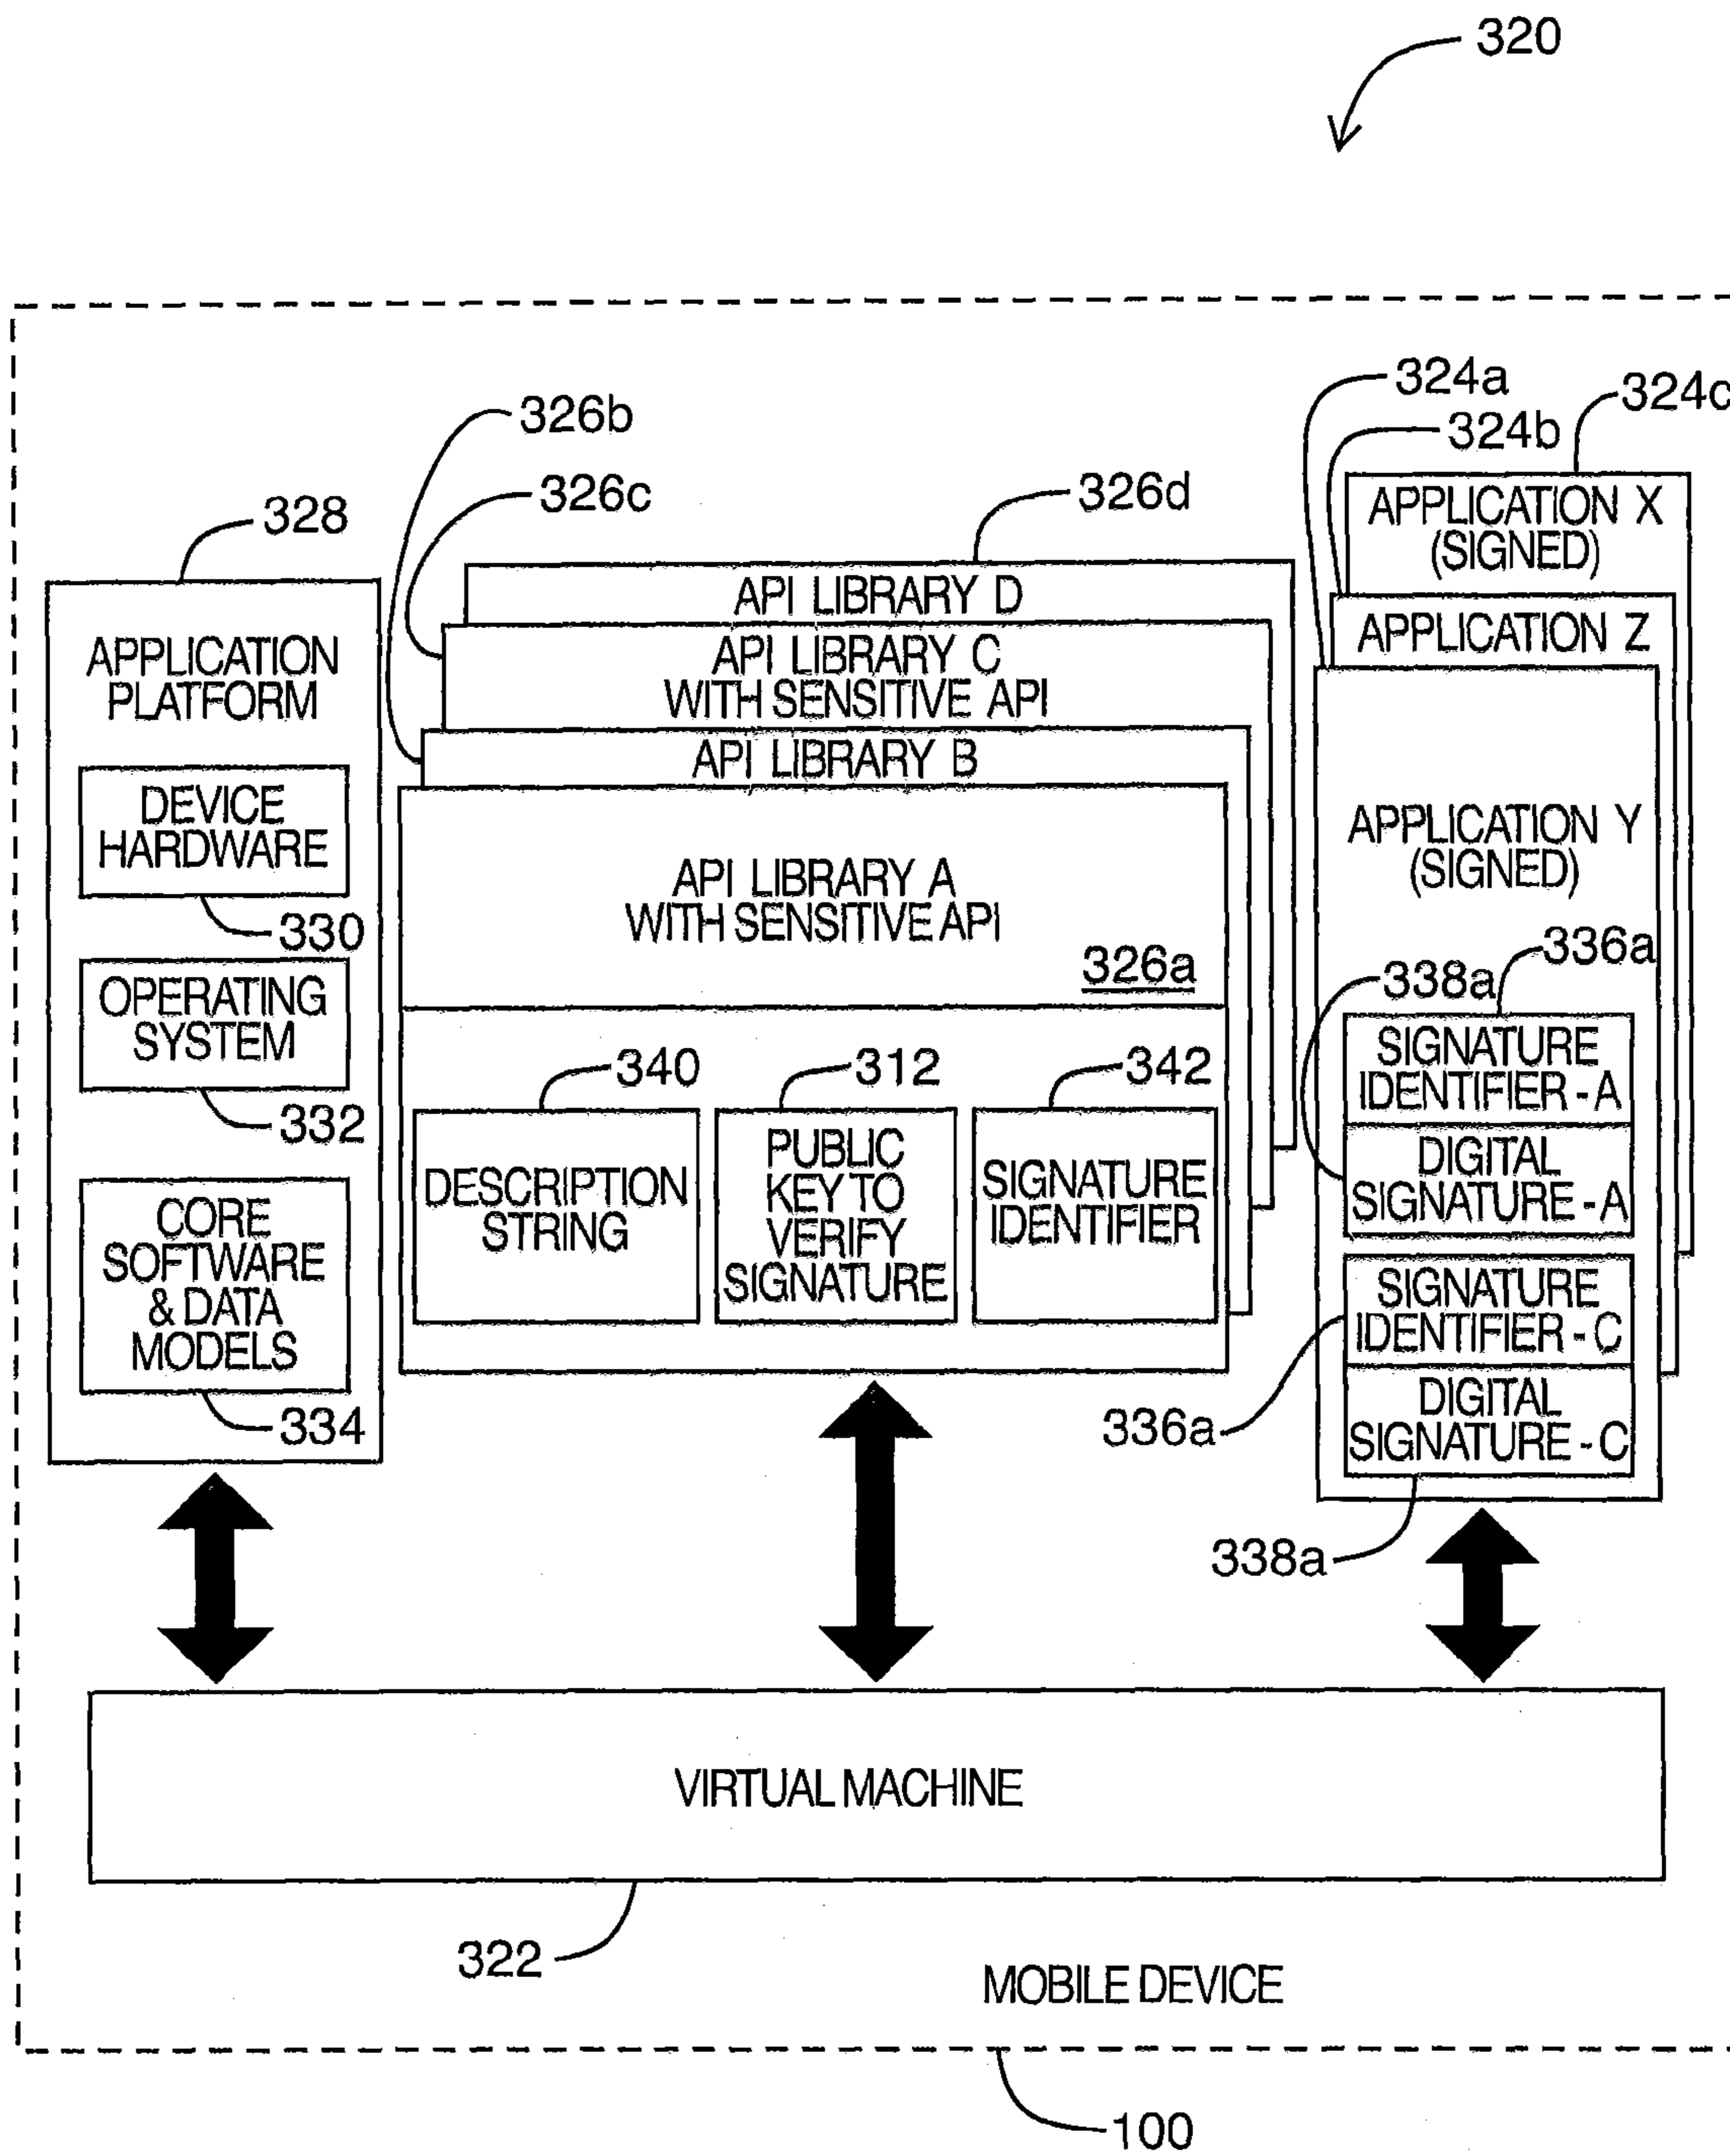 320
324a
324c
324b
326b
326c
326d
328
APPLICATION X
(SIGNED)
APPLICATION Z
APPLICATION Y
(SIGNED)
336a
338a
SIGNATURE
IDENTIFIER - A
DIGITAL
SIGNATURE - A
SIGNATURE
IDENTIFIER - C
DIGITAL
SIGNATURE - C
336a
338a
API LIBRARY D
API LIBRARY C
WITH SENSITIVE API
API LIBRARY B
API LIBRARY A
WITH SENSITIVE API
326a
340
312
342
DESCRIPTION
STRING
PUBLIC
KEY TO
VERIFY
SIGNATURE
SIGNATURE
IDENTIFIER
APPLICATION
PLATFORM
DEVICE
HARDWARE
330
OPERATING
SYSTEM
332
CORE
SOFTWARE
& DATA
MODELS
334
VIRTUAL MACHINE
322
MOBILE DEVICE
100